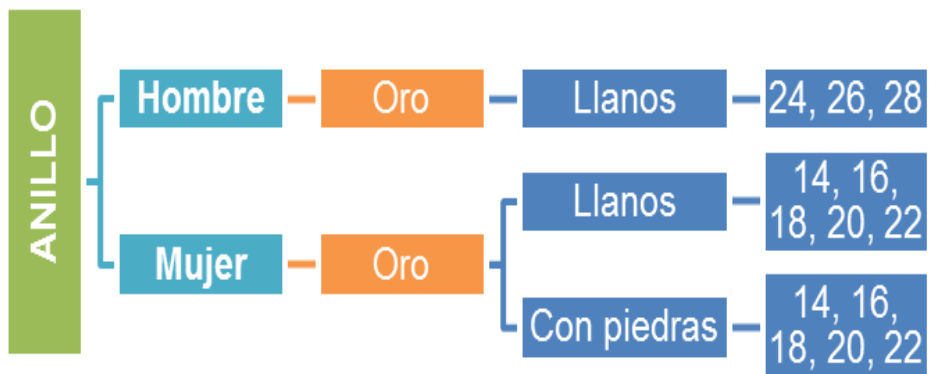 ANILLO
Hombre
Oro
Llanos
24, 26, 28
Mujer
Oro
Llanos
14, 16,
18, 20, 22
Con piedras
14, 16,
18, 20, 22